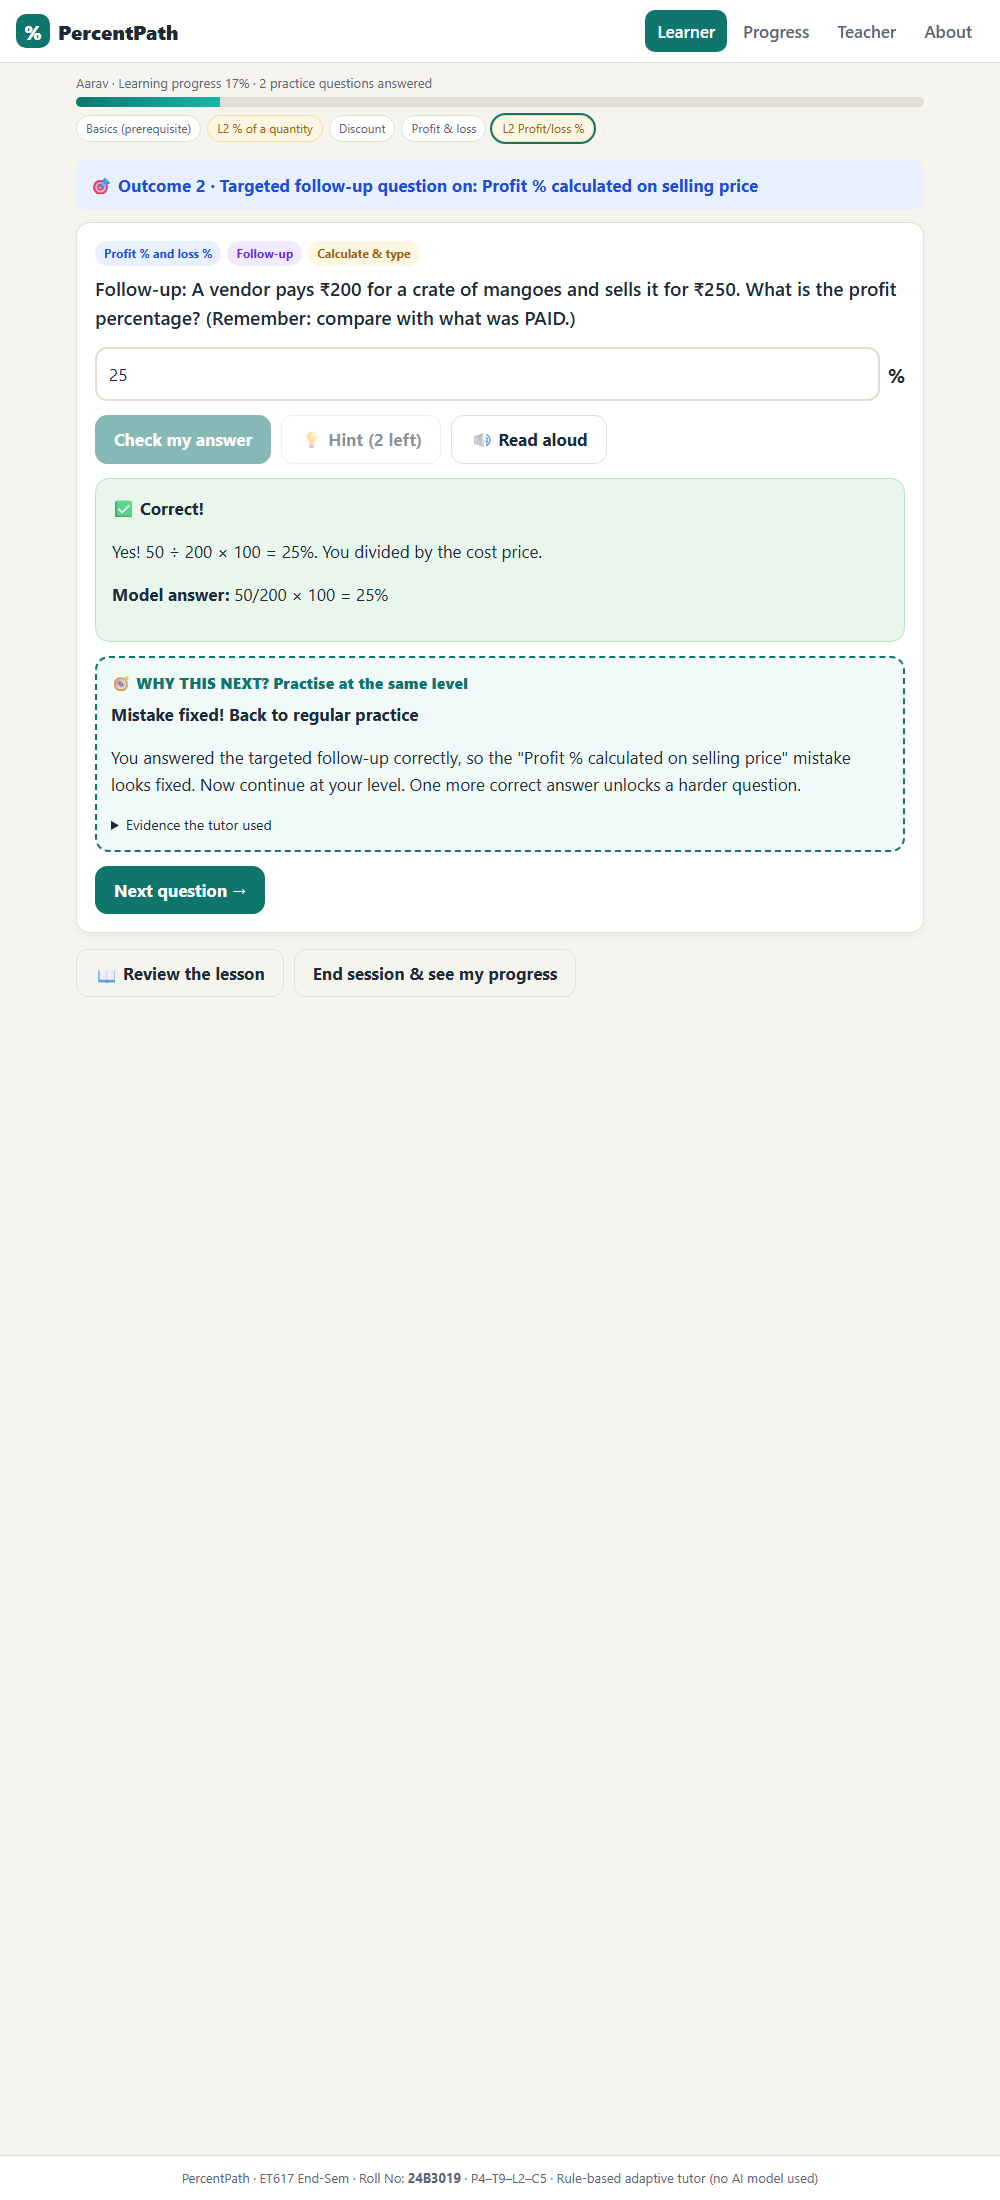 % PercentPath
Learner Progress Teacher About
Aarav · Learning progress 17% · 2 practice questions answered
Basics (prerequisite) L2 % of a quantity Discount Profit & loss L2 Profit/loss %
🎯 Outcome 2 · Targeted follow-up question on: Profit % calculated on selling price
Profit % and loss % Follow-up Calculate & type
Follow-up: A vendor pays ₹200 for a crate of mangoes and sells it for ₹250. What is the profit
percentage? (Remember: compare with what was PAID.)
25 %
Check my answer 💡 Hint (2 left) 🔊 Read aloud
✅ Correct!
Yes! 50 ÷ 200 × 100 = 25%. You divided by the cost price.
Model answer: 50/200 × 100 = 25%
🧭 WHY THIS NEXT? Practise at the same level
Mistake fixed! Back to regular practice
You answered the targeted follow-up correctly, so the "Profit % calculated on selling price" mistake
looks fixed. Now continue at your level. One more correct answer unlocks a harder question.
▶ Evidence the tutor used
Next question →
📖 Review the lesson End session & see my progress
PercentPath · ET617 End-Sem · Roll No: 24B3019 · P4–T9–L2–C5 · Rule-based adaptive tutor (no AI model used)